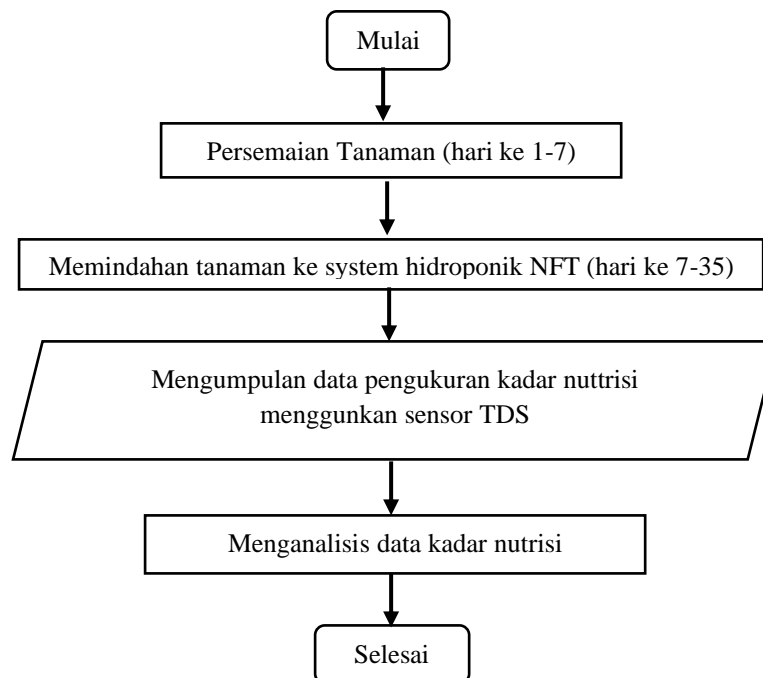 Mulai
Persemaian Tanaman (hari ke 1-7)
Memindahan tanaman ke system hidroponik NFT (hari ke 7-35)
Mengumpulan data pengukuran kadar nuttrisi
menggunkan sensor TDS
Menganalisis data kadar nutrisi
Selesai